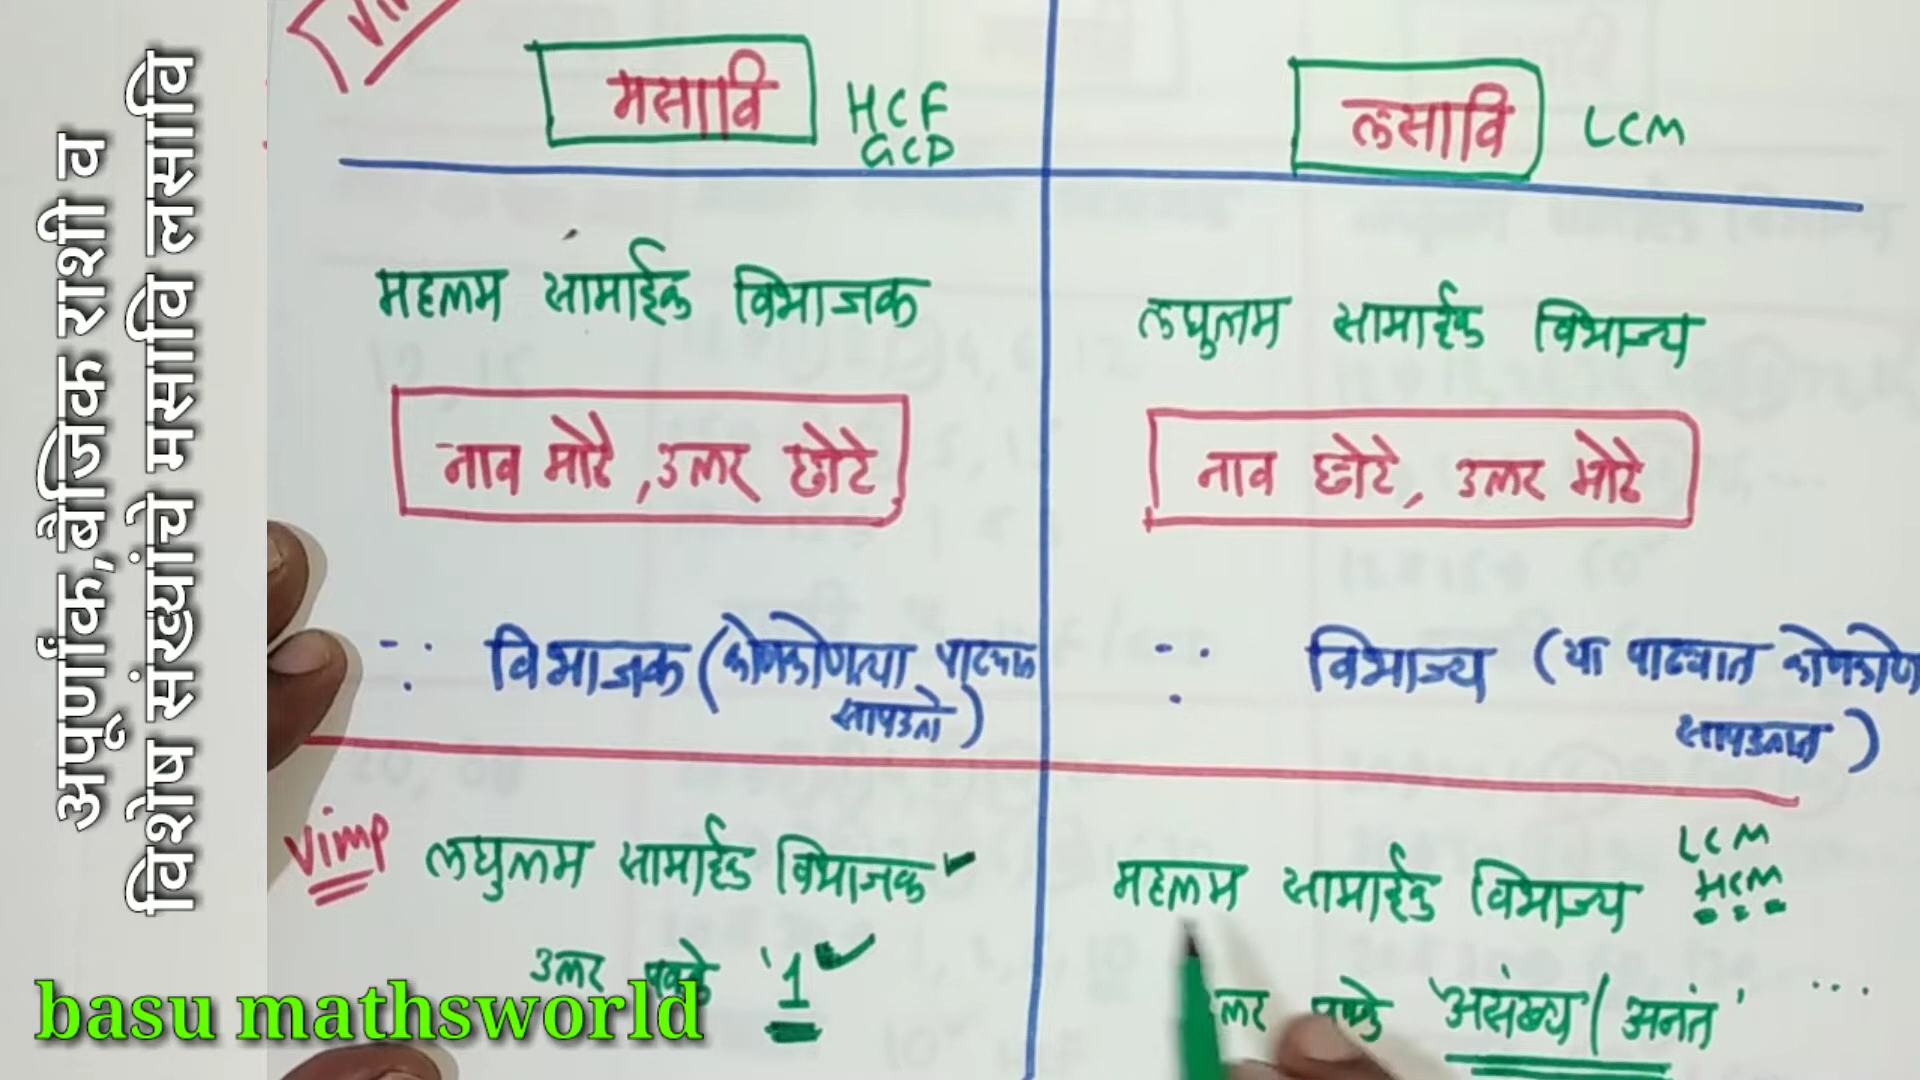 अपूर्णांक,बैजिक राशी व
विशेष संख्यांचे मसावि लसावि
मसावि HCF
GCD
महत्तम सामाईक विभाजक
नाव मोठे, उत्तर छोटे
∵ विभाजक (कोणकोणत्या पाढ्यात
सापडतो)
Vimp लघुत्तम सामाईक विभाजक
उत्तर '1'
लसावि LCM
लघुत्तम सामाईक विभाज्य
नाव छोटे, उत्तर मोठे
∵ विभाज्य (या पाढ्यात कोणकोण
सापडतात)
महत्तम सामाईक विभाज्य LCM
HCM
'असंख्य / अनंत' ...
basu mathsworld